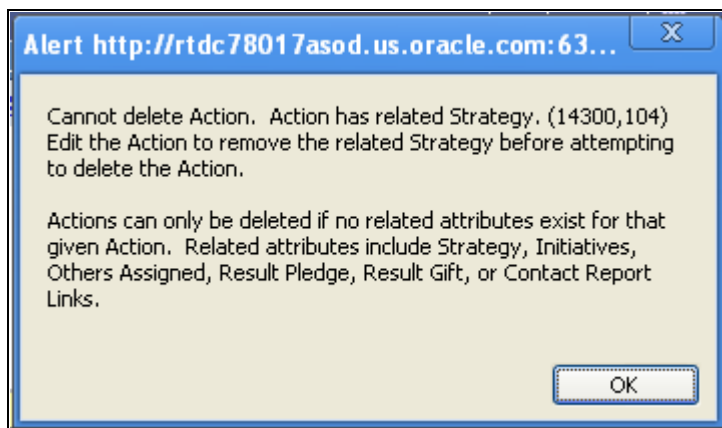 Alert http://rtdc78017asod.us.oracle.com:63...
Cannot delete Action. Action has related Strategy. (14300,104)
Edit the Action to remove the related Strategy before attempting
to delete the Action.
Actions can only be deleted if no related attributes exist for that
given Action. Related attributes include Strategy, Initiatives,
Others Assigned, Result Pledge, Result Gift, or Contact Report
Links.
OK